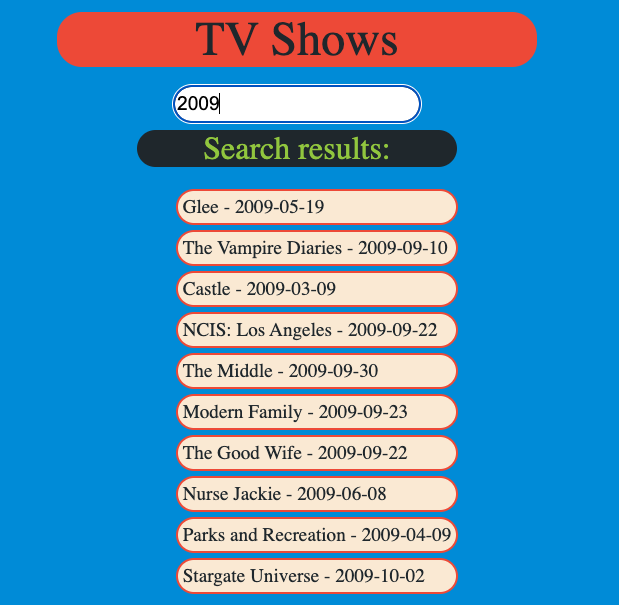 TV Shows
2009
Search results:
Glee - 2009-05-19
The Vampire Diaries - 2009-09-10
Castle - 2009-03-09
NCIS: Los Angeles - 2009-09-22
The Middle - 2009-09-30
Modern Family - 2009-09-23
The Good Wife - 2009-09-22
Nurse Jackie - 2009-06-08
Parks and Recreation - 2009-04-09
Stargate Universe - 2009-10-02